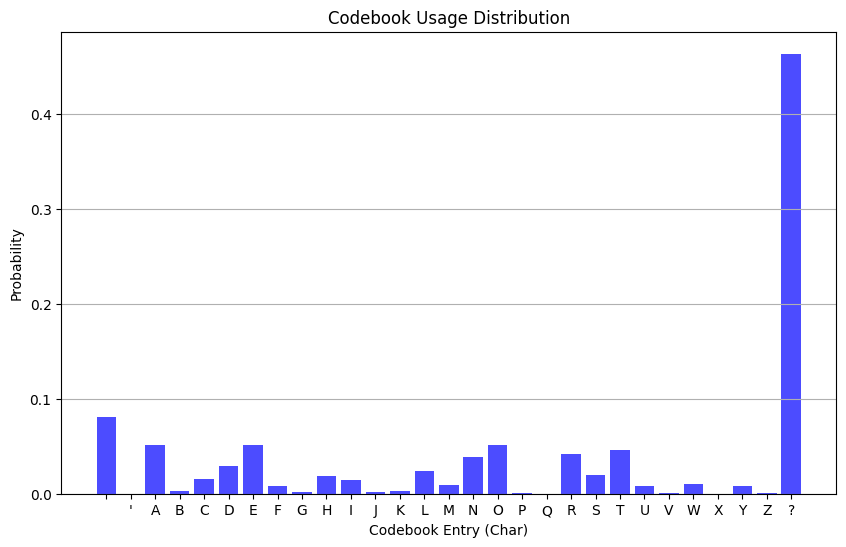 Codebook Usage Distribution
Probability
0.4
0.3
0.2
0.1
0.0
' A B C D E F G H I J K L M N O P Q R S T U V W X Y Z ?
Codebook Entry (Char)